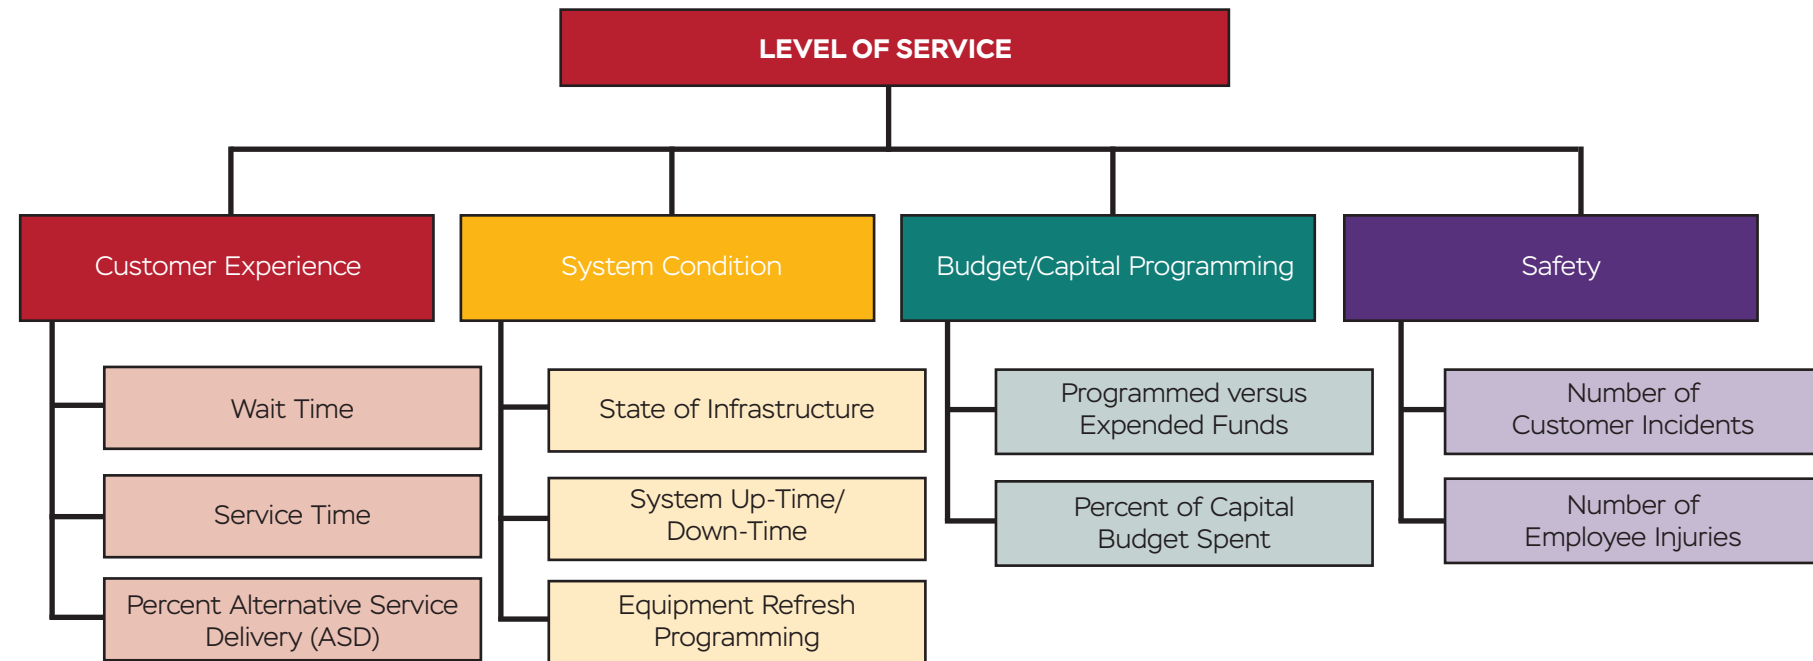 LEVEL OF SERVICE
Customer Experience
Wait Time
Service Time
Percent Alternative Service
Delivery (ASD)
System Condition
State of Infrastructure
System Up-Time/
Down-Time
Equipment Refresh
Programming
Budget/Capital Programming
Programmed versus
Expended Funds
Percent of Capital
Budget Spent
Safety
Number of
Customer Incidents
Number of
Employee Injuries